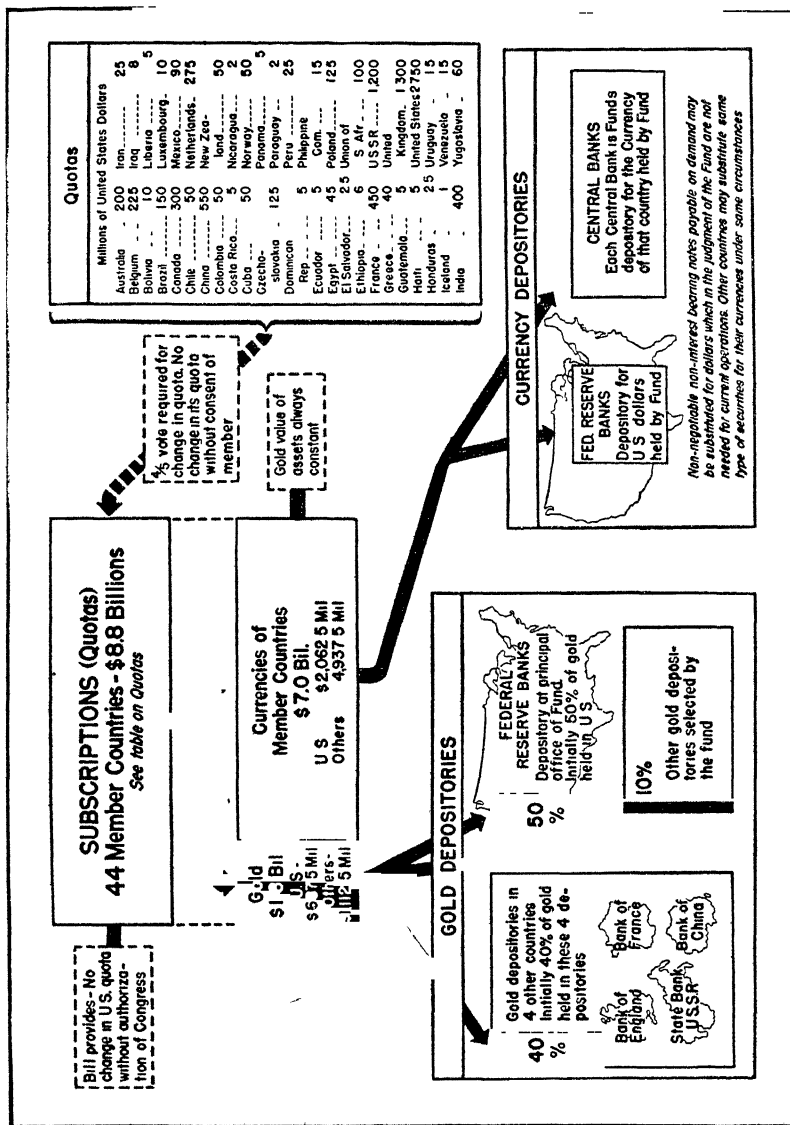 Bill provides- No
change in U.S. quota
without authoriza-
tion of Congress
SUBSCRIPTIONS (Quotas)
44 Member Countries - $8.8 Billions
See table on Quotas
4/5 vote required for
change in quota. No
change in its quota
without consent of
member
Gold
Bil
U S -
5 Mil
5 Mil
Currencies of
Member Countries
$ 7.0 Bil.
U S $2,062 5 Mil
Others 4,937 5 Mil
Gold value of
assets always
constant
Quotas
Millions of United States Dollars
Australia - 200
Belgium - - 225
Bolivia - - 10
Brazil ------ 150
Canada ---- 300
Chile ----- 50
China ------ 550
Colombia -- 50
Costa Rica--- 5
Cuba ---- 50
Czecho-
slovakia - 125
Dominican
Rep --- 5
Ecuador --- 5
Egypt ---- 45
El Salvador--- 25
Ethiopia -- 6
France -- 450
Greece --- 40
Guatemala--- 5
Haiti --- 5
Honduras - 25
Iceland 1
India - 400
Iran -------- 25
Iraq ------- 8
Liberia -- 5
Luxembourg- 10
Mexico ----- 90
Netherlands- 275
New Zea-
land ---- 50
Nicaragua-- 2
Norway----- 50
Panama---- 5
Paraguay -- 2
Peru ------ 25
Philippine
Com.--- 15
Poland------ 125
Union of
S Afr --- 100
USSR --- 1,200
United
Kingdom_ 1300
United States 2750
Uruguay - 15
Venezuela - 15
Yugoslavia - 60
GOLD DEPOSITORIES
40
%
Gold depositories in
4 other countries
Initially 40% of gold
held in these 4 de-
positories
Bank of
England
Bank of
France
State Bank
U.S.S.R
Bank of
China
50
%
FEDERAL
RESERVE BANKS
Depository at principal
office of Fund.
Initially 50% of gold
held in U S
10%
Other gold deposi-
tories selected by
the fund
CURRENCY DEPOSITORIES
FED. RESERVE
BANKS
Depository for
U S dollars
held by Fund
CENTRAL BANKS
Each Central Bank is Funds
depository for the Currency
of that country held by Fund
Non-negotiable non-interest bearing notes payable on demand may
be substituted for dollars which in the judgment of the Fund are not
needed for current operations. Other countries may substitute same
type of securities for their currencies under same circumstances